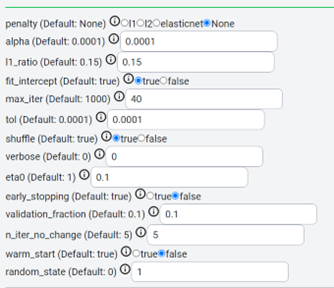 penalty (Default: None) l1 l2 elasticnet None
alpha (Default: 0.0001) 0.0001
l1_ratio (Default: 0.15) 0.15
fit_intercept (Default: true) true false
max_iter (Default: 1000) 40
tol (Default: 0.0001) 0.0001
shuffle (Default: true) true false
verbose (Default: 0) 0
eta0 (Default: 1) 0.1
early_stopping (Default: true) true false
validation_fraction (Default: 0.1) 0.1
n_iter_no_change (Default: 5) 5
warm_start (Default: true) true false
random_state (Default: 0) 1